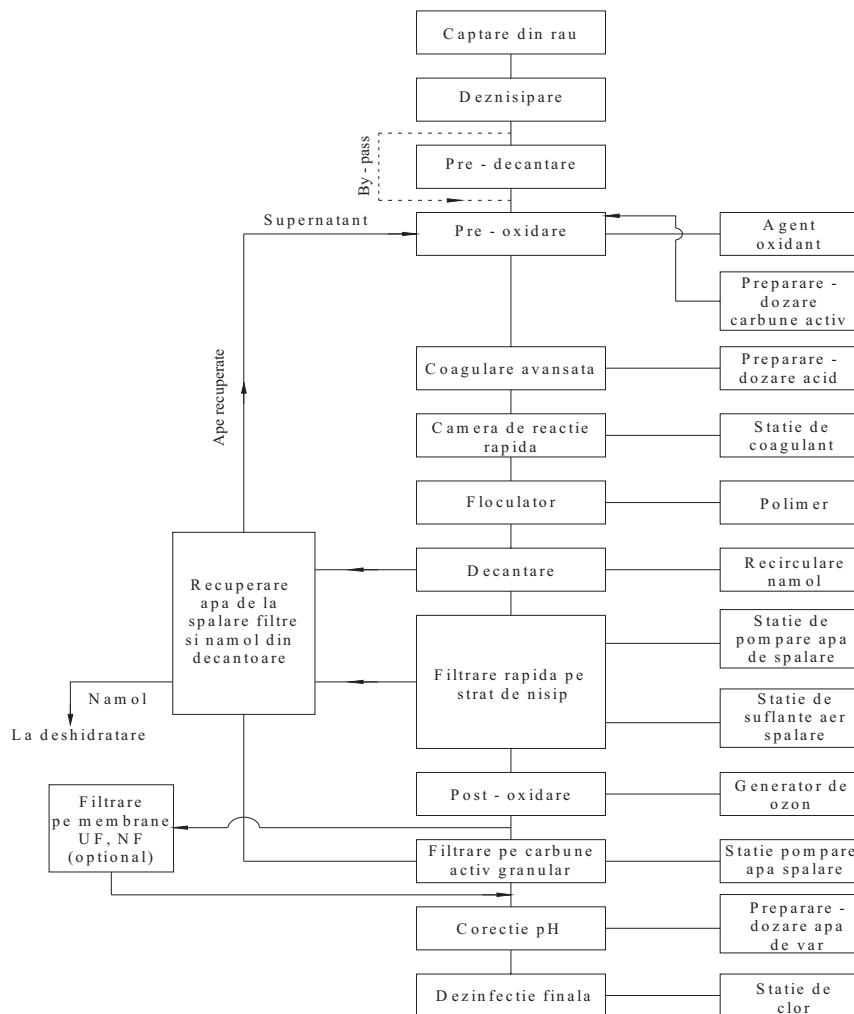 Captare din rau
Deznisipare
By - pass
Pre - decantare
Supernatant
Pre - oxidare
Agent
oxidant
Preparare -
dozare
carbune activ
Ape recuperate
Coagulare avansata
Preparare -
dozare acid
Camera de reactie
rapida
Statie de
coagulant
Floculator
Polimer
Recuperare
apa de la
spalare filtre
si namol din
decantoare
Decantare
Recirculare
namol
Filtrare rapida pe
strat de nisip
Statie de
pompare apa
de spalare
Statie de
suflante aer
spalare
Namol
La deshidratare
Post - oxidare
Generator de
ozon
Filtrare
pe membrane
UF, NF
(optional)
Filtrare pe carbune
activ granular
Statie pompare
apa spalare
Corectie pH
Preparare -
dozare apa
de var
Dezinfectie finala
Statie de
clor